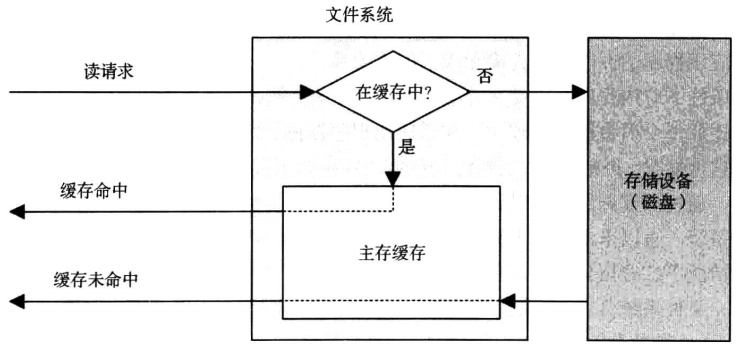 文件系统
读请求
在缓存中?
否
是
缓存命中
主存缓存
缓存未命中
存储设备
(磁盘)